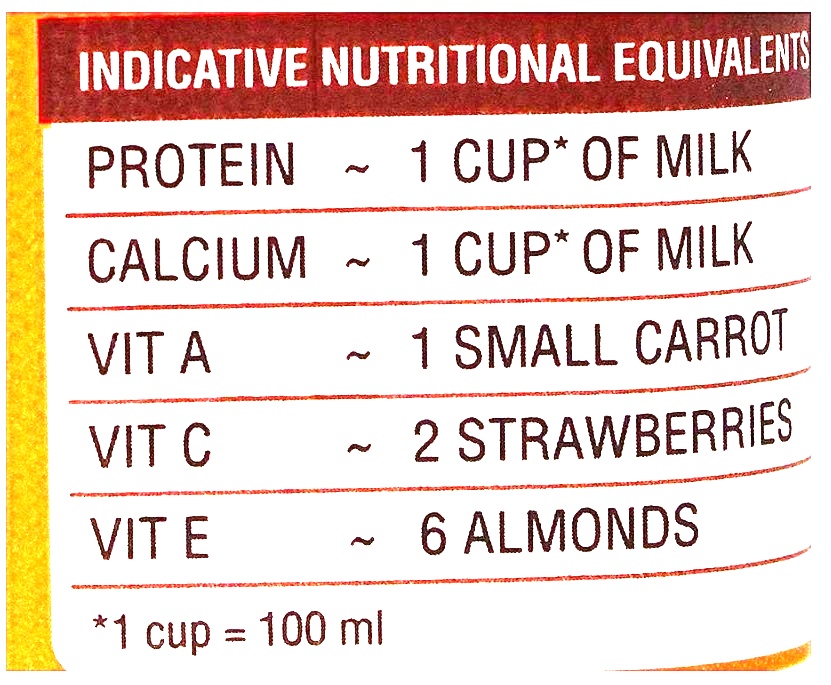 INDICATIVE NUTRITIONAL EQUIVALENTS
PROTEIN ~ 1 CUP* OF MILK
CALCIUM ~ 1 CUP* OF MILK
VIT A ~ 1 SMALL CARROT
VIT C ~ 2 STRAWBERRIES
VIT E ~ 6 ALMONDS
*1 cup = 100 ml